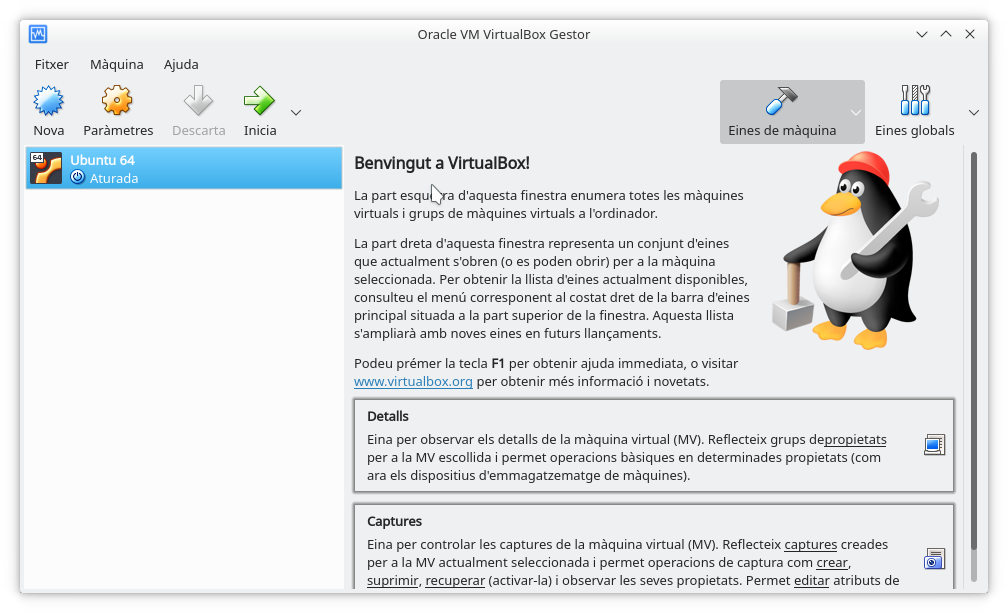 Oracle VM VirtualBox Gestor
Fitxer Màquina Ajuda
Nova Paràmetres Descarta Inicia Eines de màquina Eines globals
64 Ubuntu 64
Aturada
Benvingut a VirtualBox!
La part esquerra d'aquesta finestra enumera totes les màquines
virtuals i grups de màquines virtuals a l'ordinador.
La part dreta d'aquesta finestra representa un conjunt d'eines
que actualment s'obren (o es poden obrir) per a la màquina
seleccionada. Per obtenir la llista d'eines actualment disponibles,
consulteu el menú corresponent al costat dret de la barra d'eines
principal situada a la part superior de la finestra. Aquesta llista
s'ampliarà amb noves eines en futurs llançaments.
Podeu prémer la tecla F1 per obtenir ajuda immediata, o visitar
www.virtualbox.org per obtenir més informació i novetats.
Detalls
Eina per observar els detalls de la màquina virtual (MV). Reflecteix grups depropietats
per a la MV escollida i permet operacions bàsiques en determinades propietats (com
ara els dispositius d'emmagatzematge de màquines).
Captures
Eina per controlar les captures de la màquina virtual (MV). Reflecteix captures creades
per a la MV actualment seleccionada i permet operacions de captura com crear,
suprimir, recuperar (activar-la) i observar les seves propietats. Permet editar atributs de